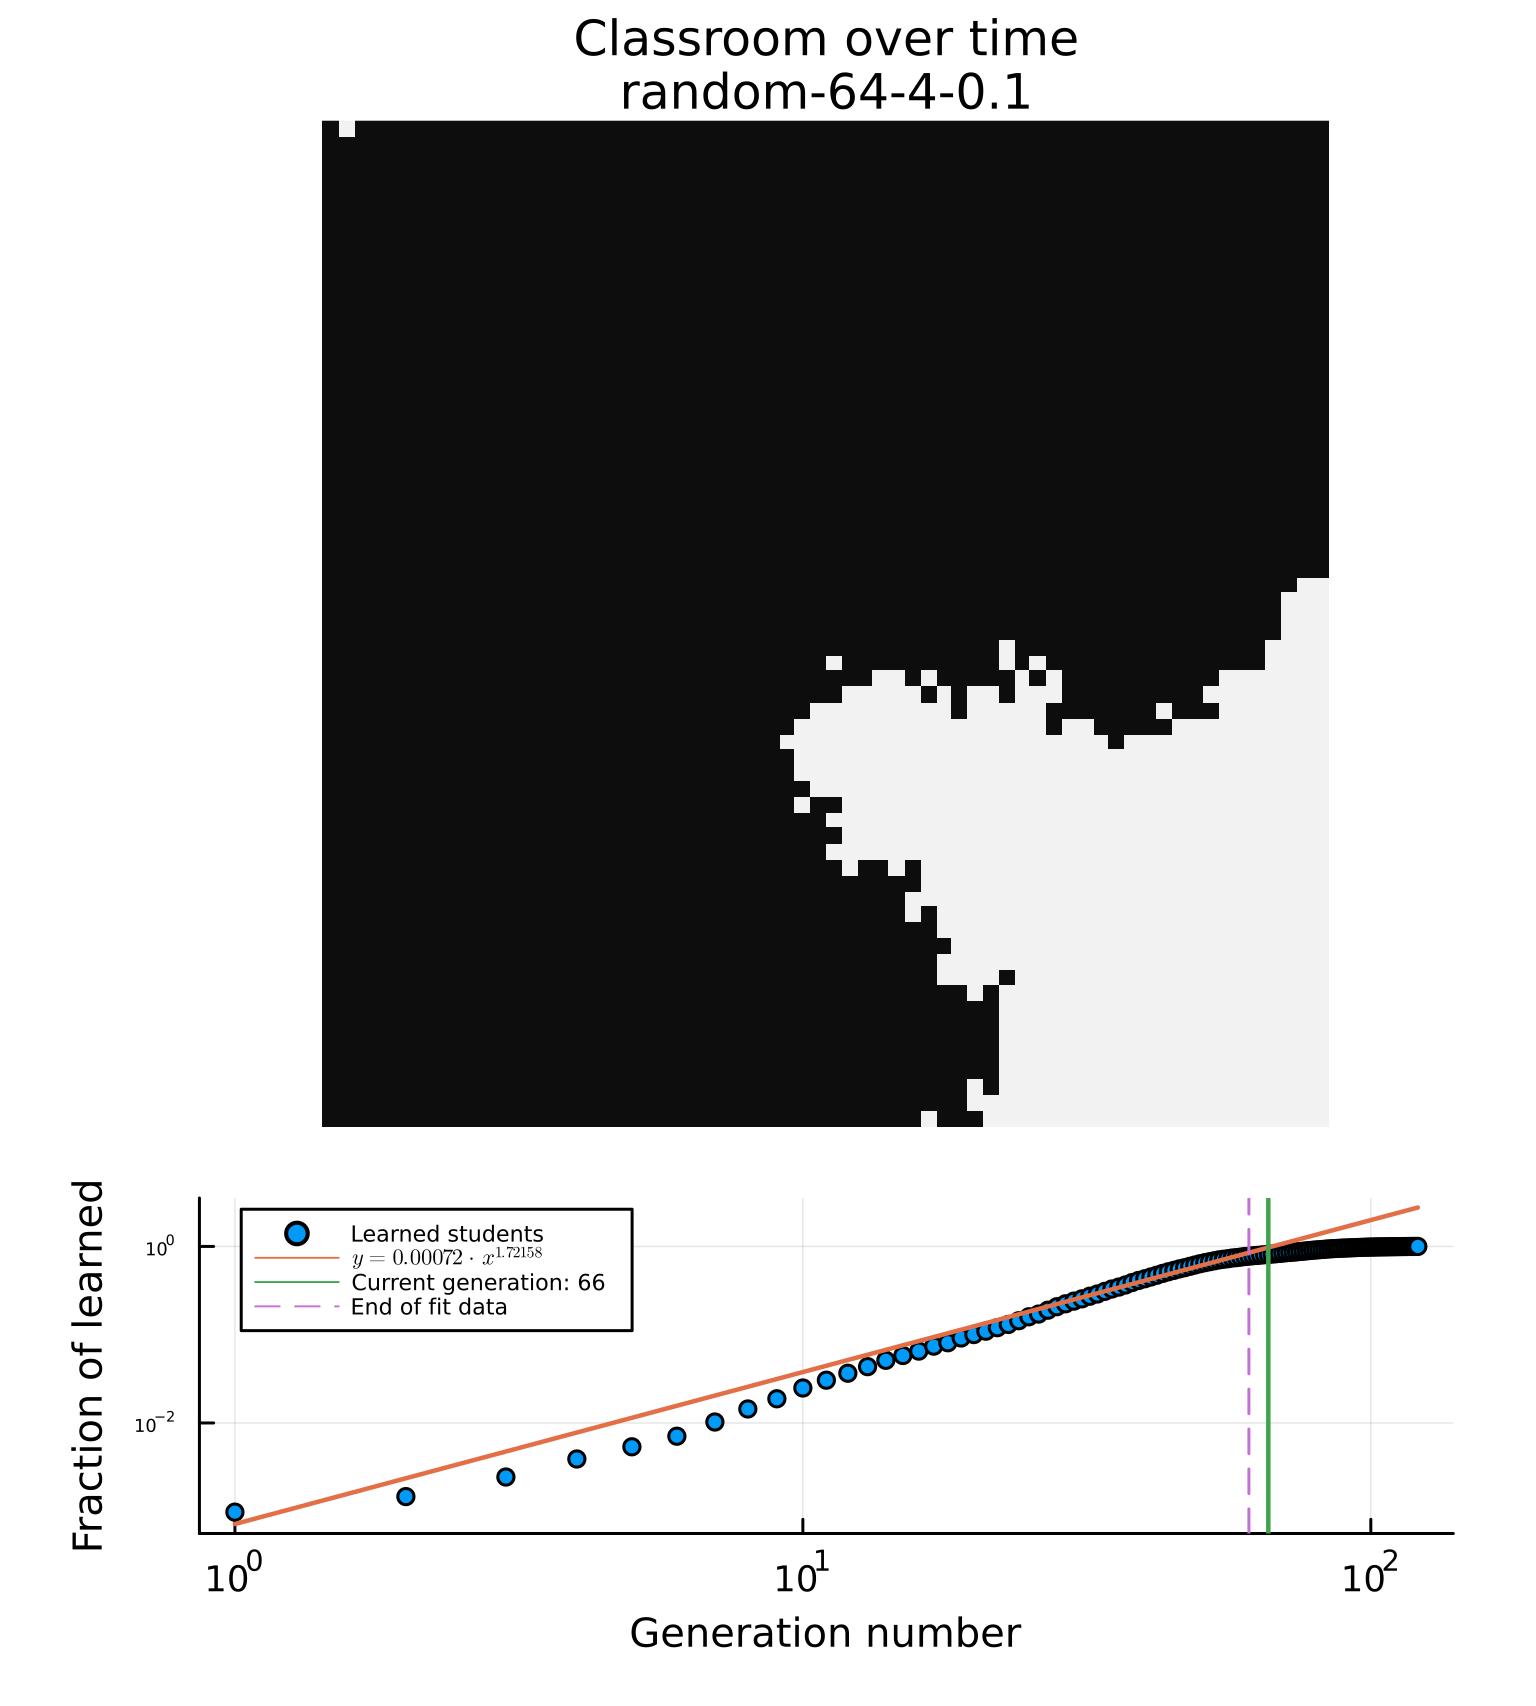 Classroom over time
random-64-4-0.1
Fraction of learned
10^0
10^-2
Learned students
y = 0.00072 · x^1.72158
Current generation: 66
End of fit data
10^0 10^1 10^2
Generation number